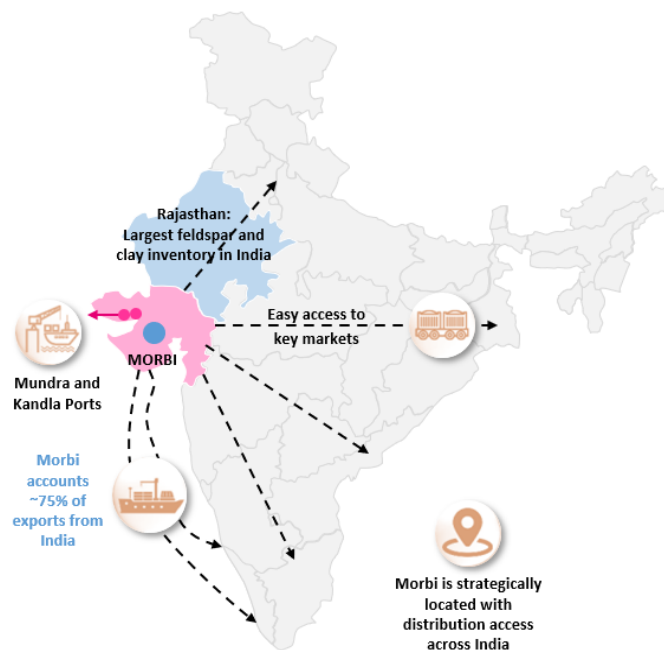 Rajasthan:
Largest feldspar and
clay inventory in India
Easy access to
key markets
MORBI
Mundra and
Kandla Ports
Morbi
accounts
~75% of
exports from
India
Morbi is strategically
located with
distribution access
across India